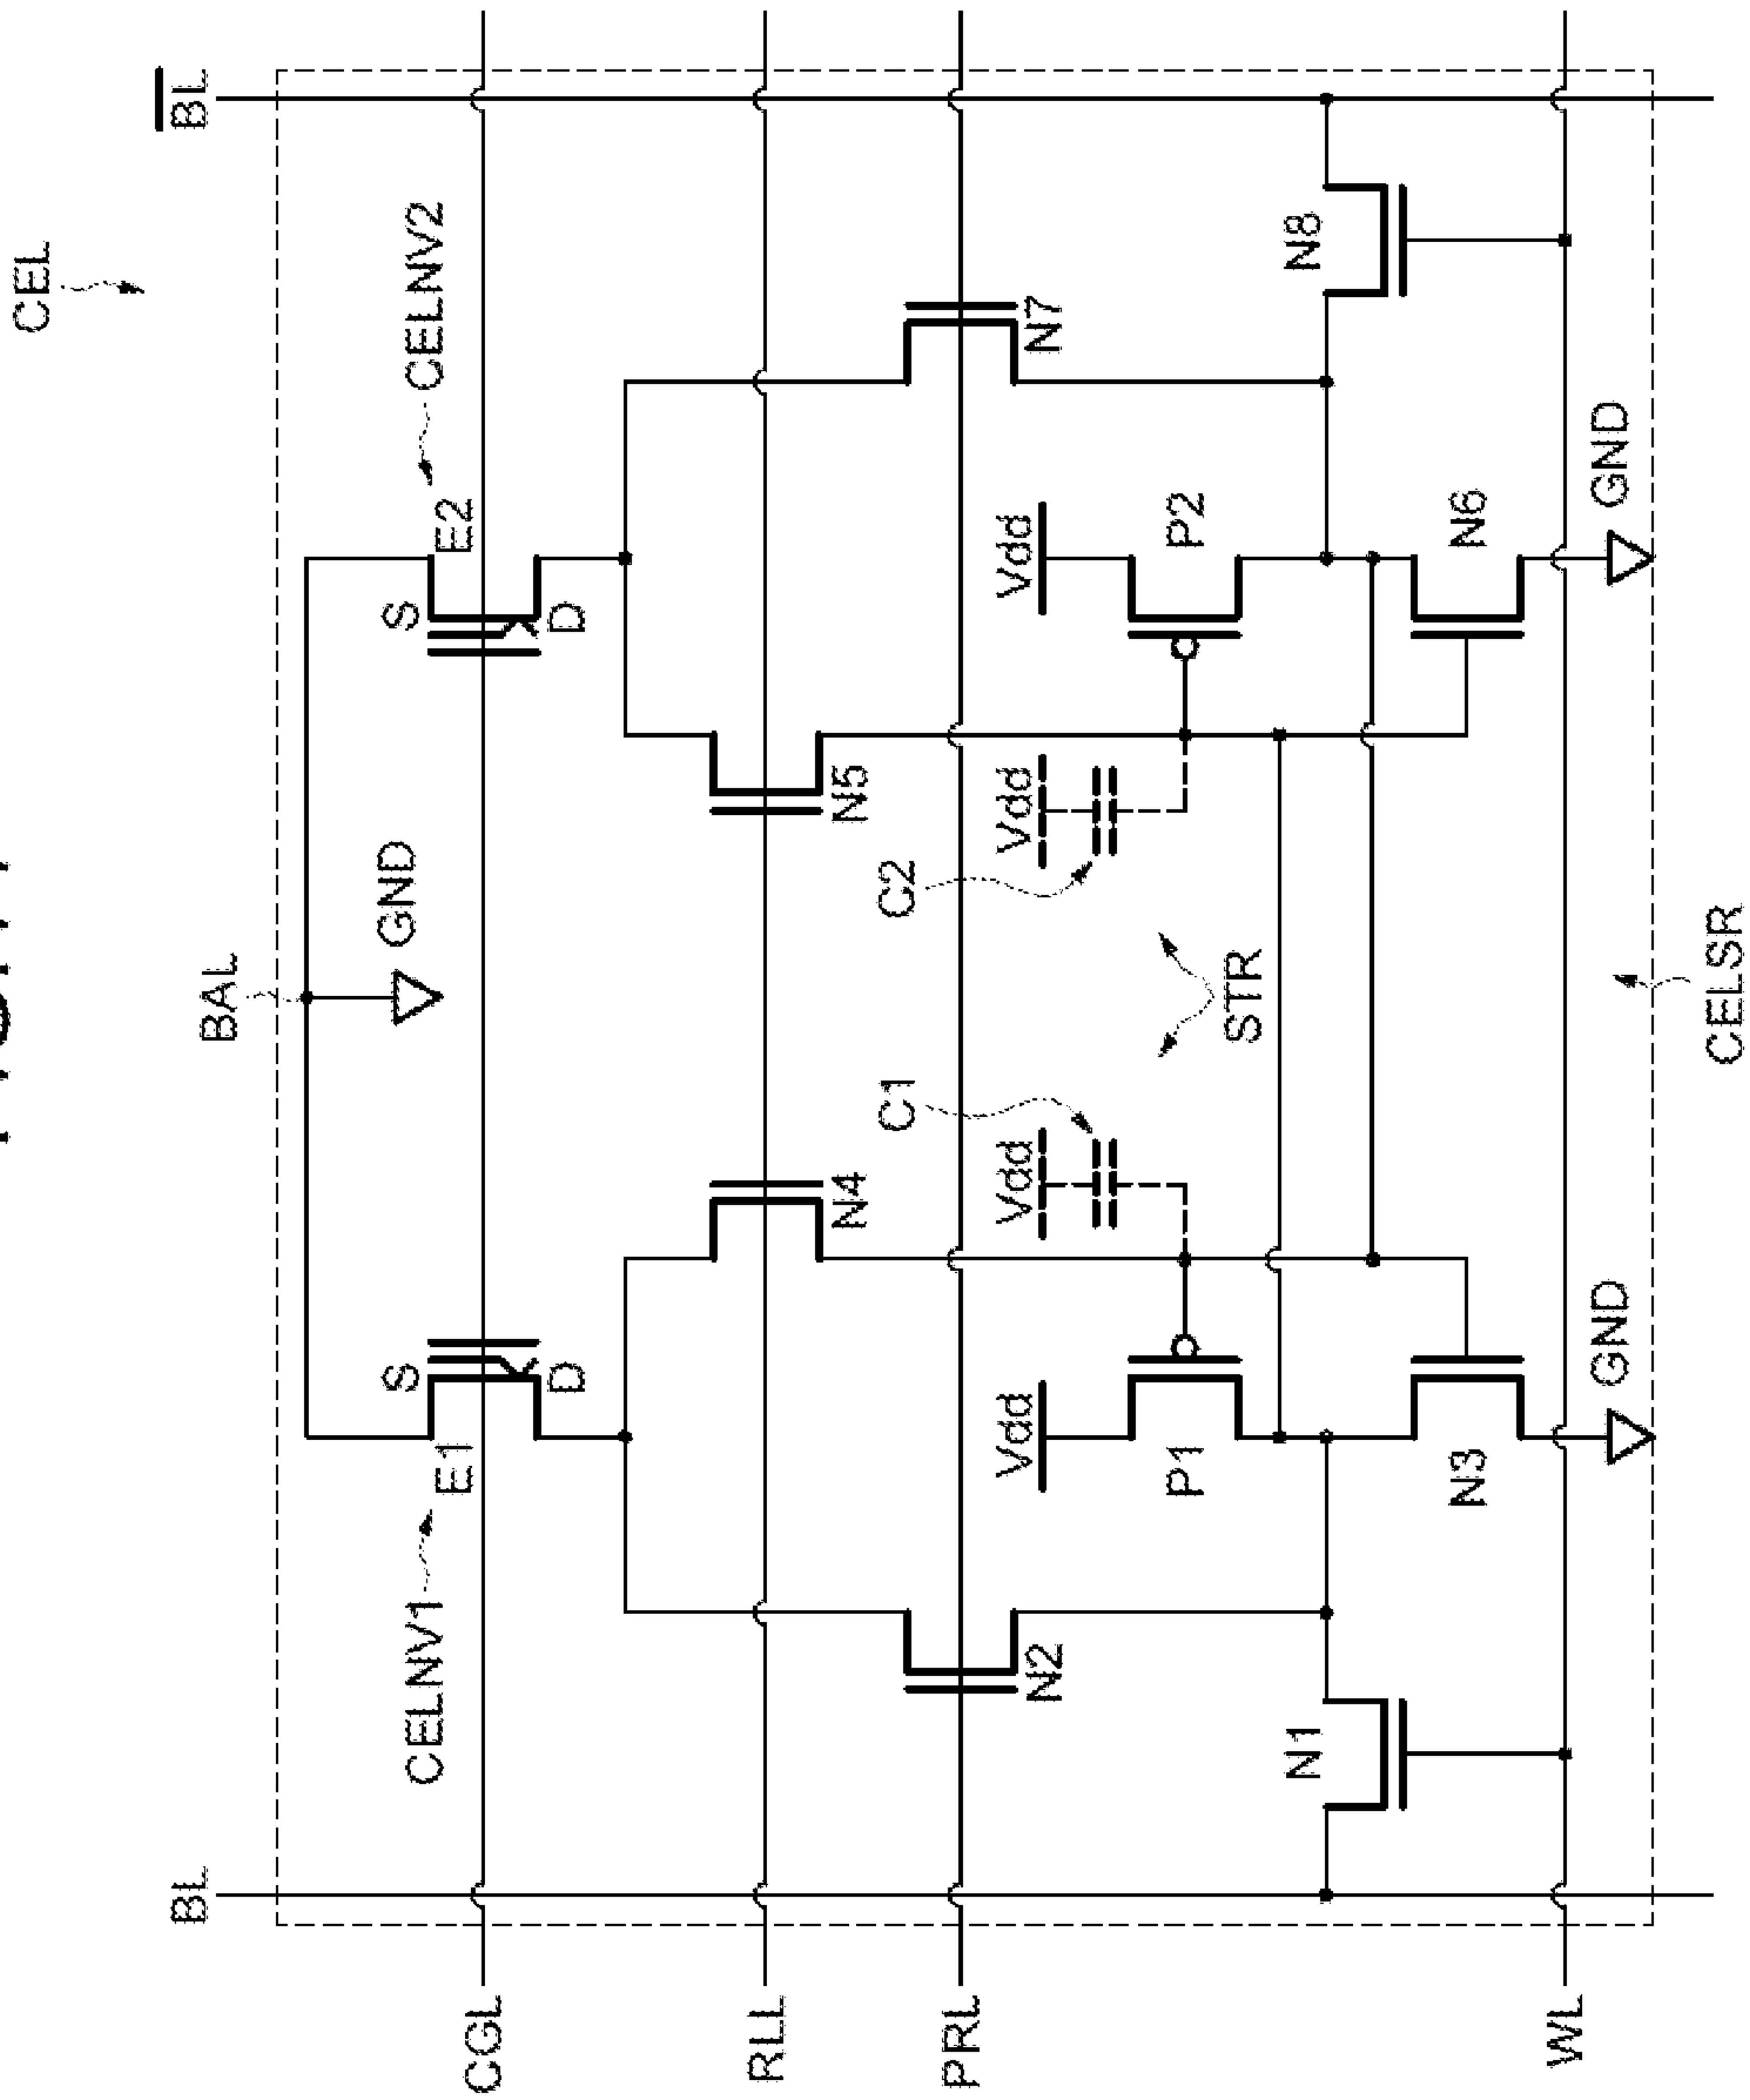 CEL
BL
BL
BAL
GND
CELNV1
E1
S
D
S
E2
D
CELNV2
CGL
RLL
N4
N5
PRL
N2
N7
C1
C2
Vdd
Vdd
Vdd
Vdd
P1
P2
STR
N1
N8
N3
N6
WL
GND
GND
CELSR